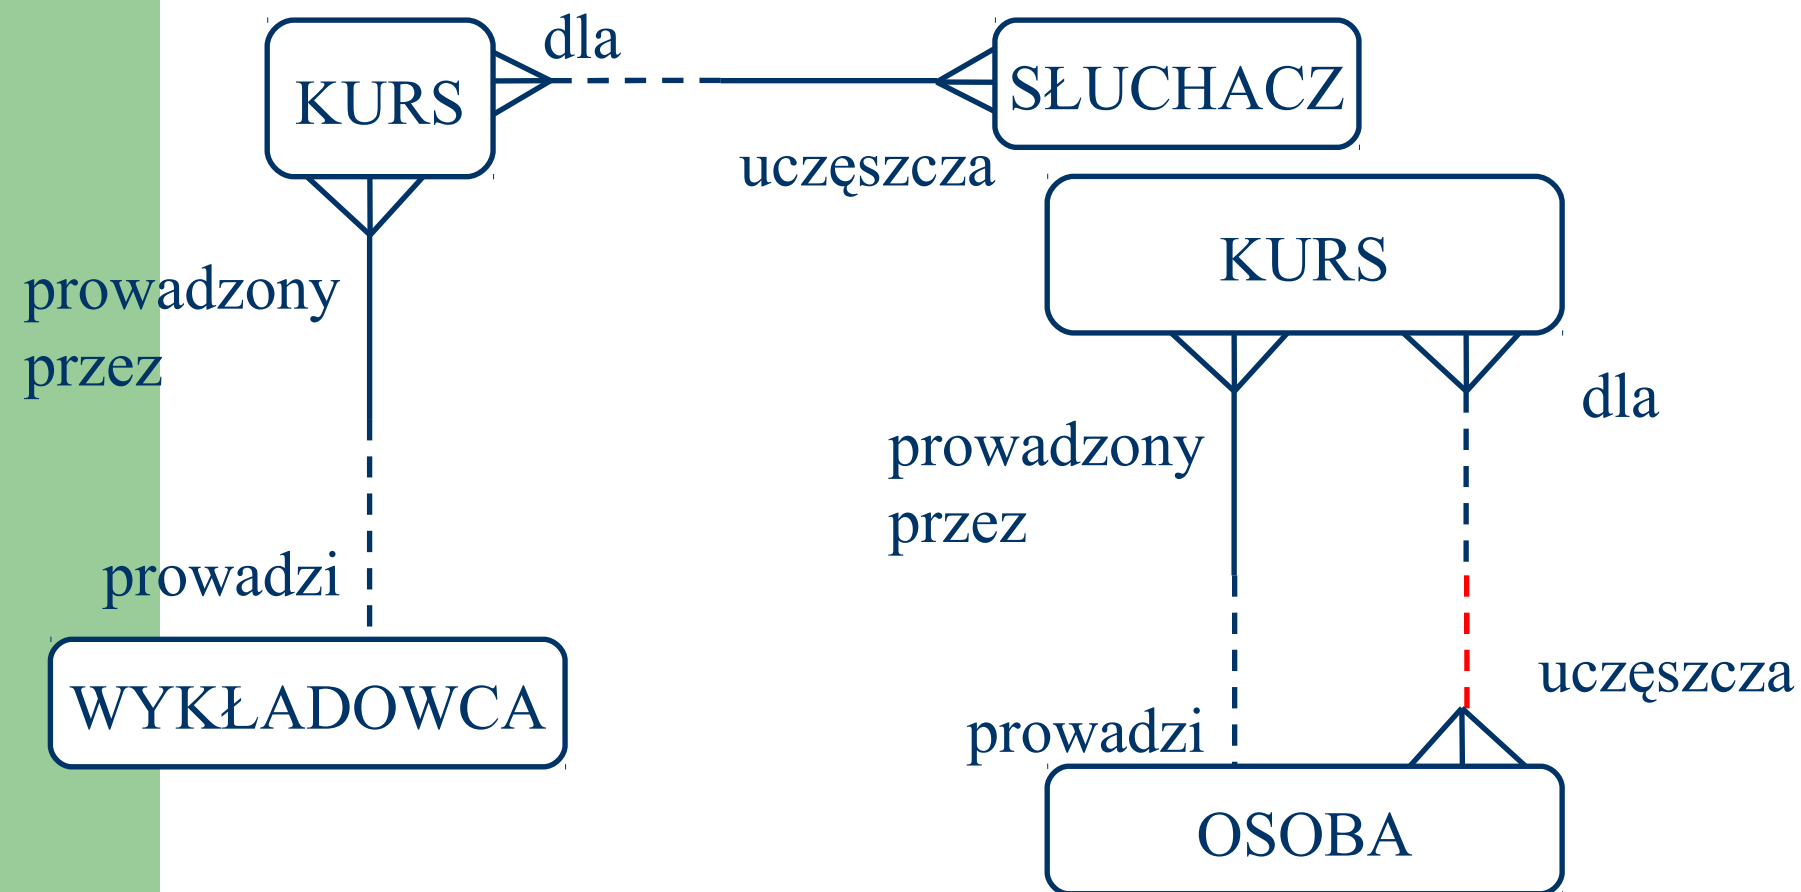 KURS
dla
SŁUCHACZ
uczęszcza
prowadzony
przez
prowadzi
WYKŁADOWCA
KURS
dla
prowadzony
przez
uczęszcza
prowadzi
OSOBA